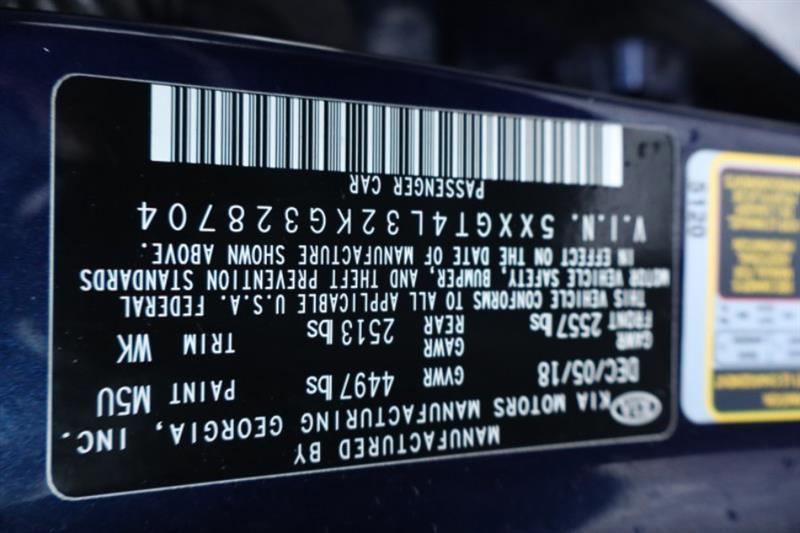 MANUFACTURED BY
KIA KIA MOTORS MANUFACTURING GEORGIA, INC.
DEC/05/18 GVWR 4497 lbs PAINT M5U
GAWR FRONT 2557 lbs GAWR REAR 2513 lbs TRIM WK
THIS VEHICLE CONFORMS TO ALL APPLICABLE U.S.A. FEDERAL
MOTOR VEHICLE SAFETY, BUMPER, AND THEFT PREVENTION STANDARDS
IN EFFECT ON THE DATE OF MANUFACTURE SHOWN ABOVE.
V.I.N. 5XXGT4L32KG328704
PASSENGER CAR
5120